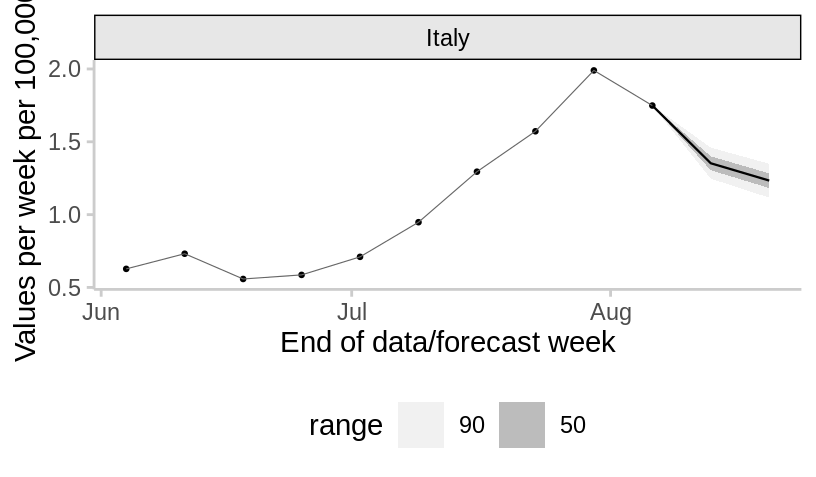 Italy
Values per week per 100,000
2.0
1.5
1.0
0.5
Jun
Jul
Aug
End of data/forecast week
range
90
50